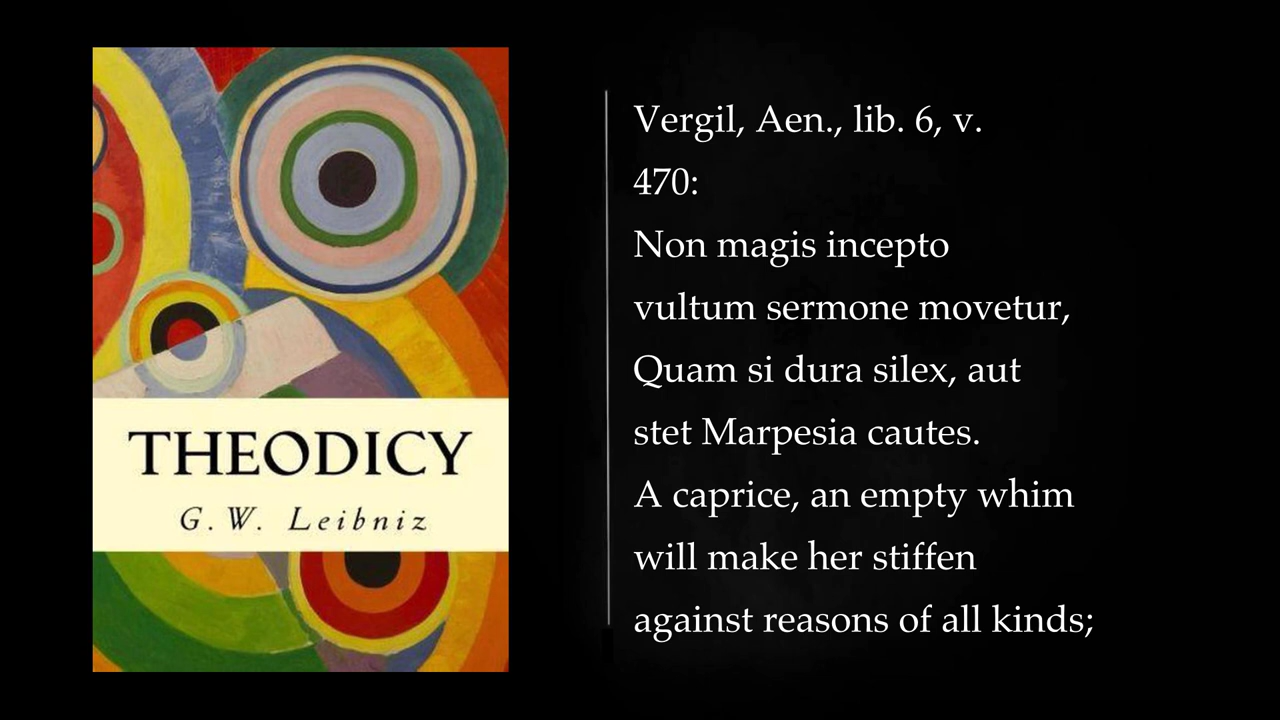 THEODICY
G. W. Leibniz
Vergil, Aen., lib. 6, v.
470:
Non magis incepto
vultum sermone movetur,
Quam si dura silex, aut
stet Marpesia cautes.
A caprice, an empty whim
will make her stiffen
against reasons of all kinds;